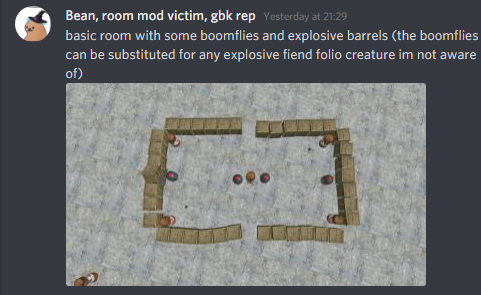 Bean, room mod victim, gbk rep Yesterday at 21:29
basic room with some boomflies and explosive barrels (the boomflies
can be substituted for any explosive fiend folio creature im not aware
of)